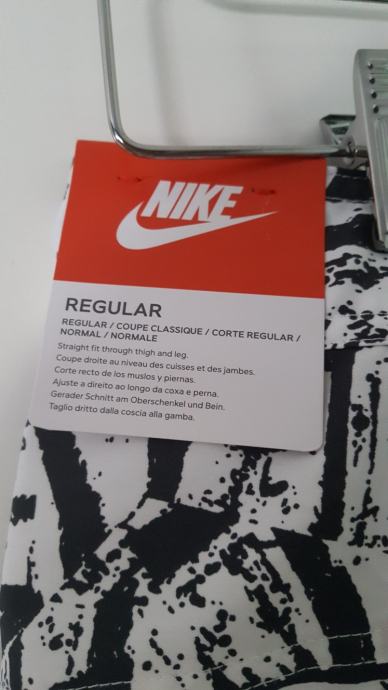 NIKE
REGULAR
REGULAR / COUPE CLASSIQUE / CORTE REGULAR /
NORMAL / NORMALE
Straight fit through thigh and leg.
Coupe droite au niveau des cuisses et des jambes.
Corte recto de los muslos y piernas.
Ajuste a direito ao longo da coxa e perna.
Gerader Schnitt am Oberschenkel und Bein.
Taglio dritto dalla coscia alla gamba.